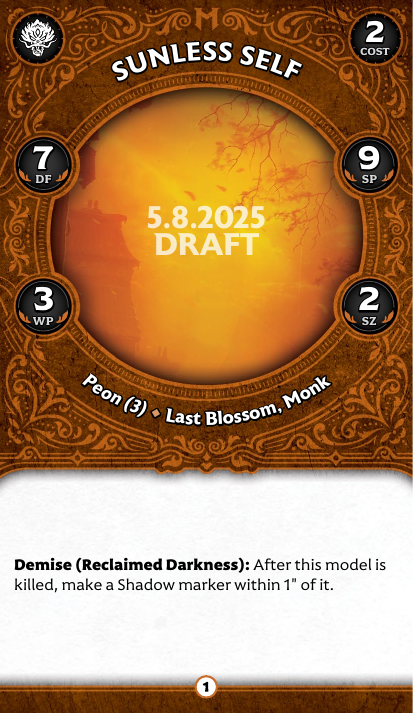 SUNLESS SELF
2
COST
7
DF
9
SP
5.8.2025
DRAFT
3
WP
2
SZ
Peon (3) ♦ Last Blossom, Monk
Demise (Reclaimed Darkness): After this model is
killed, make a Shadow marker within 1" of it.
1